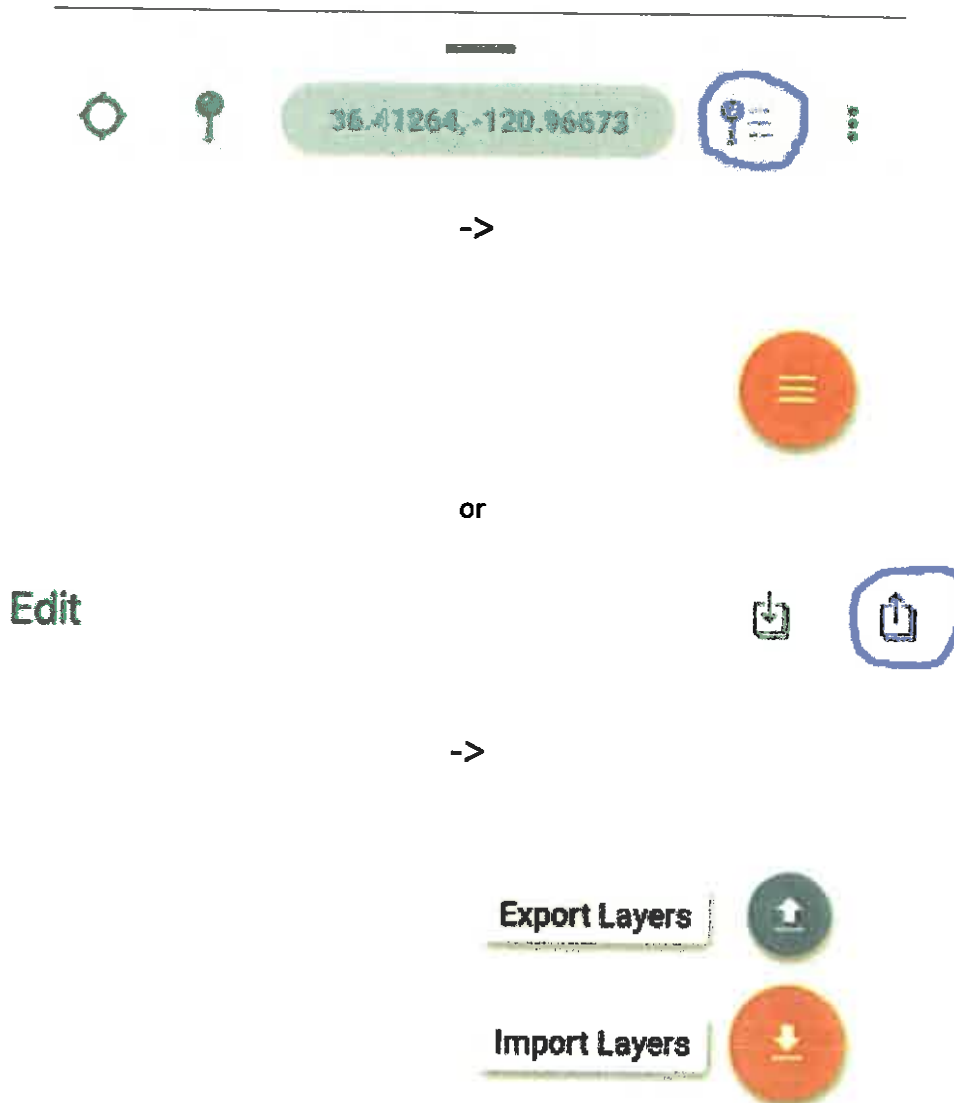 36.41264, -120.96673
->
or
Edit
->
Export Layers
Import Layers